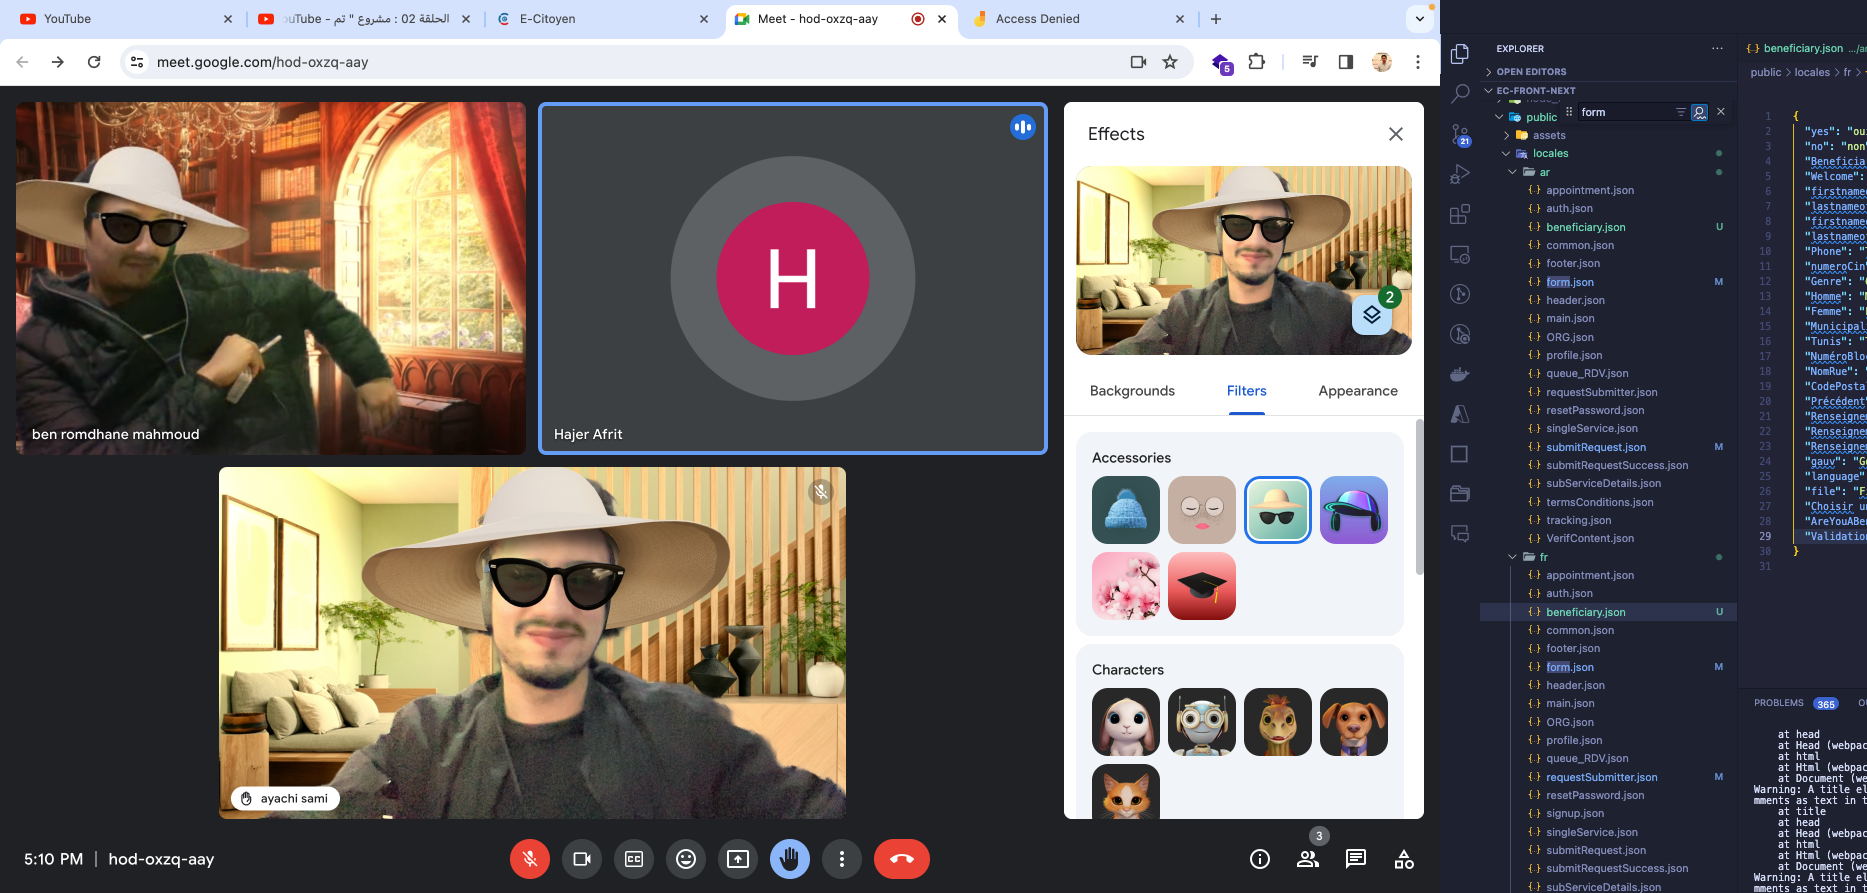 YouTube
uTube - الحلقة 02 : مشروع " تم
E-Citoyen
Meet - hod-oxzq-aay
Access Denied
meet.google.com/hod-oxzq-aay
5
ben romdhane mahmoud
H
Hajer Afrit
ayachi sami
Effects
2
Backgrounds
Filters
Appearance
Accessories
Characters
5:10 PM | hod-oxzq-aay
3
21
EXPLORER
OPEN EDITORS
EC-FRONT-NEXT
form
public
assets
locales
ar
appointment.json
auth.json
beneficiary.json U
common.json
footer.json
form.json M
header.json
main.json
ORG.json
profile.json
queue_RDV.json
requestSubmitter.json
resetPassword.json
singleService.json
submitRequest.json M
submitRequestSuccess.json
subServiceDetails.json
termsConditions.json
tracking.json
VerifContent.json
fr
appointment.json
auth.json
beneficiary.json U
common.json
footer.json
form.json M
header.json
main.json
ORG.json
profile.json
queue_RDV.json
requestSubmitter.json M
resetPassword.json
signup.json
singleService.json
submitRequest.json
submitRequestSuccess.json
subServiceDetails.json
beneficiary.json
public > locales > fr >
1 {
2 "yes": "ou
3 "no": "non
4 "Beneficia
5 "Welcome":
6 "firstname
7 "lastnameo
8 "firstname
9 "lastnameo
10 "Phone": "
11 "numeroCin
12 "Genre": "
13 "Homme": "
14 "Femme": "
15 "Municipal
16 "Tunis": "
17 "NuméroBlo
18 "NomRue": "
19 "CodePosta
20 "Précédent
21 "Renseigne
22 "Renseigne
23 "Renseigne
24 "gauv": "G
25 "language"
26 "file": "F
27 "Choisir u
28 "AreYouABe
29 "Validation
30 }
31
PROBLEMS 365
at head
at Head (webpac
at html
at Html (webpac
at Document (we
Warning: A title el
mments as text in t
at title
at head
at Head (webpac
at html
at Html (webpac
at Document (we
Warning: A title el
mments as text in t